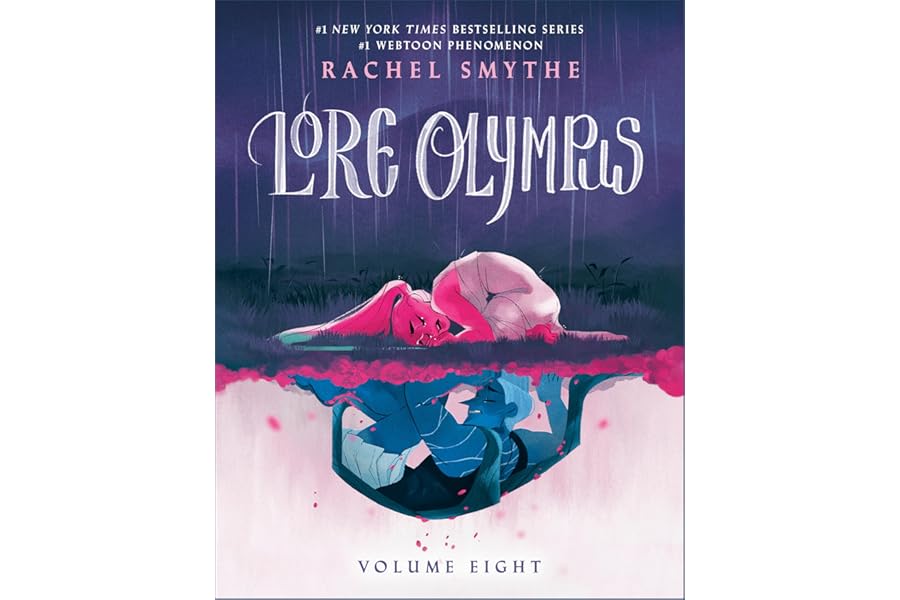 #1 NEW YORK TIMES BESTSELLING SERIES
#1 WEBTOON PHENOMENON
RACHEL SMYTHE
LORE OLYMPUS
VOLUME EIGHT